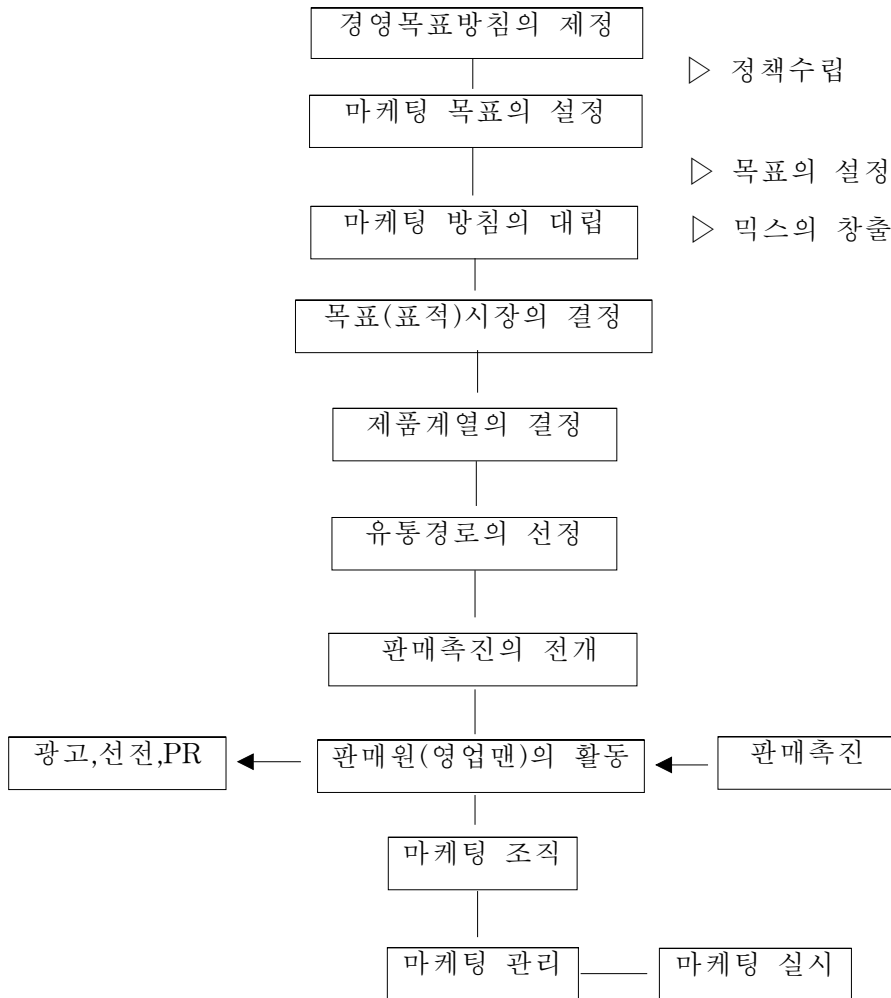 경영목표방침의 제정
▷ 정책수립
마케팅 목표의 설정
▷ 목표의 설정
마케팅 방침의 대립
▷ 믹스의 창출
목표(표적)시장의 결정
제품계열의 결정
유통경로의 선정
판매촉진의 전개
광고,선전,PR
판매원(영업맨)의 활동
판매촉진
마케팅 조직
마케팅 관리
마케팅 실시